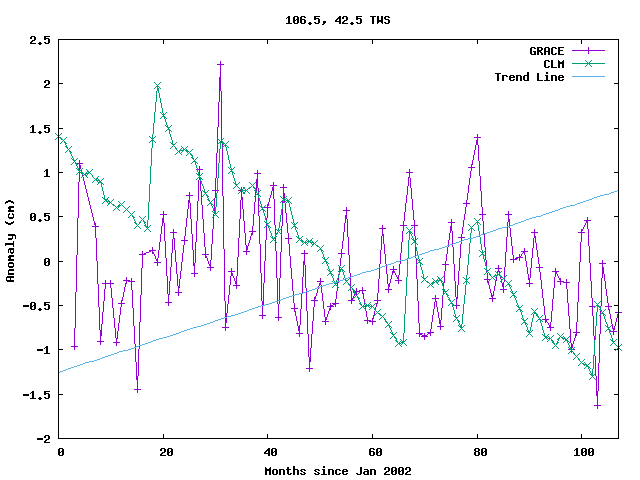 106.5, 42.5 TWS
GRACE
CLM
Trend Line
2.5
2
1.5
1
0.5
0
-0.5
-1
-1.5
-2
Anomaly (cm)
0 20 40 60 80 100
Months since Jan 2002